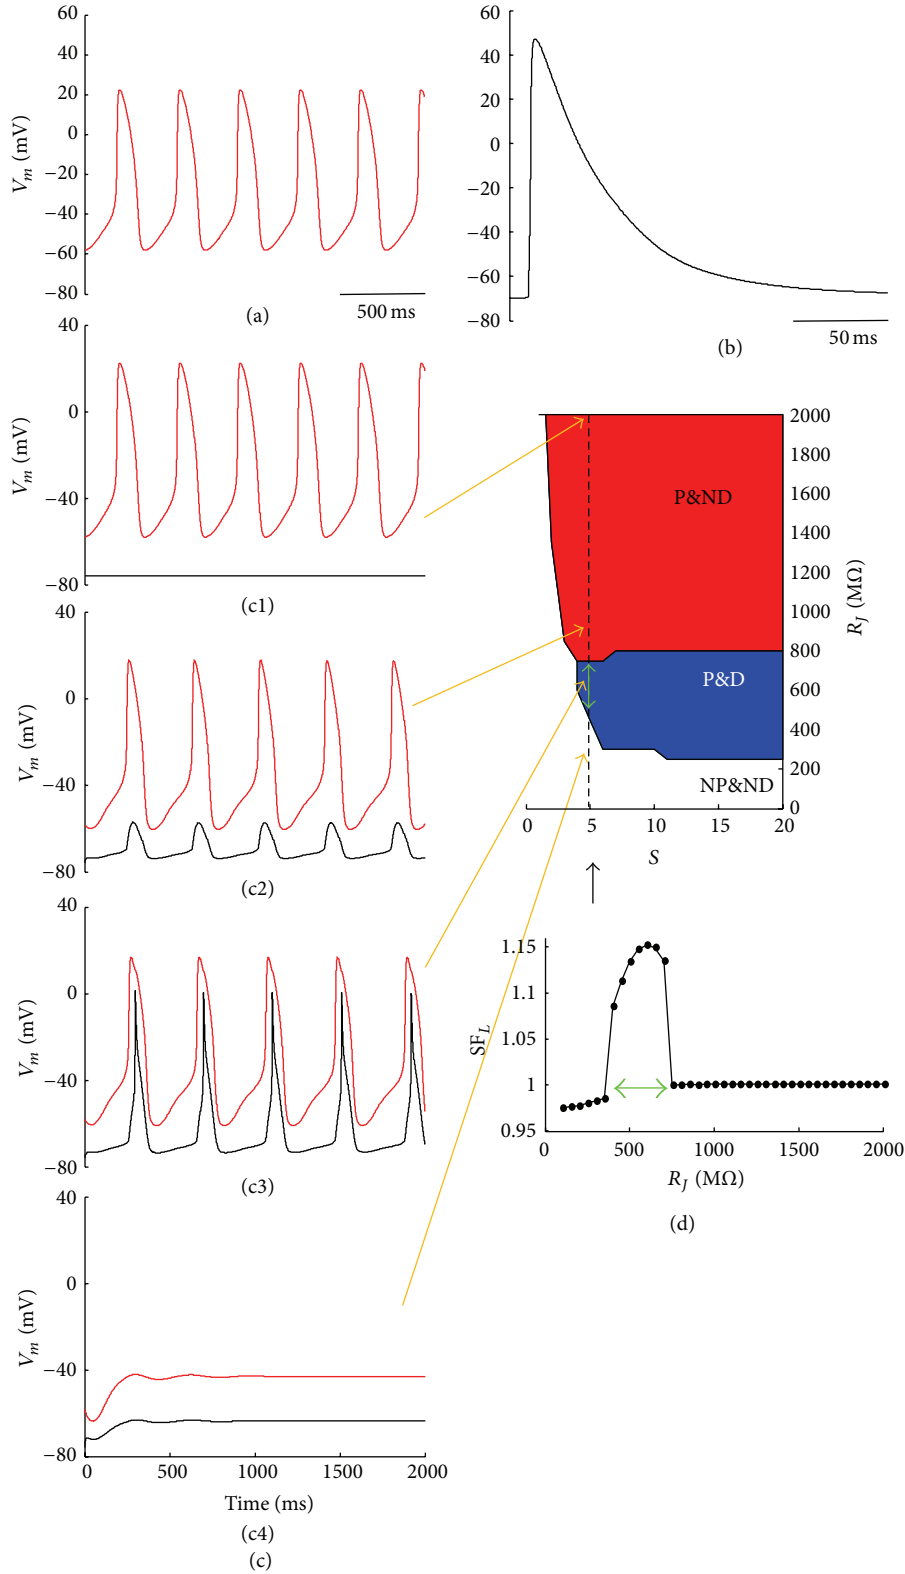 60
40
20
0
−20
−40
−60
−80
V_m (mV)
500 ms
(a)
60
40
20
0
−20
−40
−60
−80
50 ms
(b)
40
0
−40
−80
V_m (mV)
(c1)
40
0
−40
−80
V_m (mV)
(c2)
40
0
−40
−80
V_m (mV)
(c3)
40
0
−40
−80
V_m (mV)
0 500 1000 1500 2000
Time (ms)
(c4)
(c)
P&ND
P&D
NP&ND
2000
1800
1600
1400
1200
1000
800
600
400
200
0
R_J (MΩ)
0 5 10 15 20
S
1.15
1.1
1.05
1
0.95
SF_L
0 500 1000 1500 2000
R_J (MΩ)
(d)